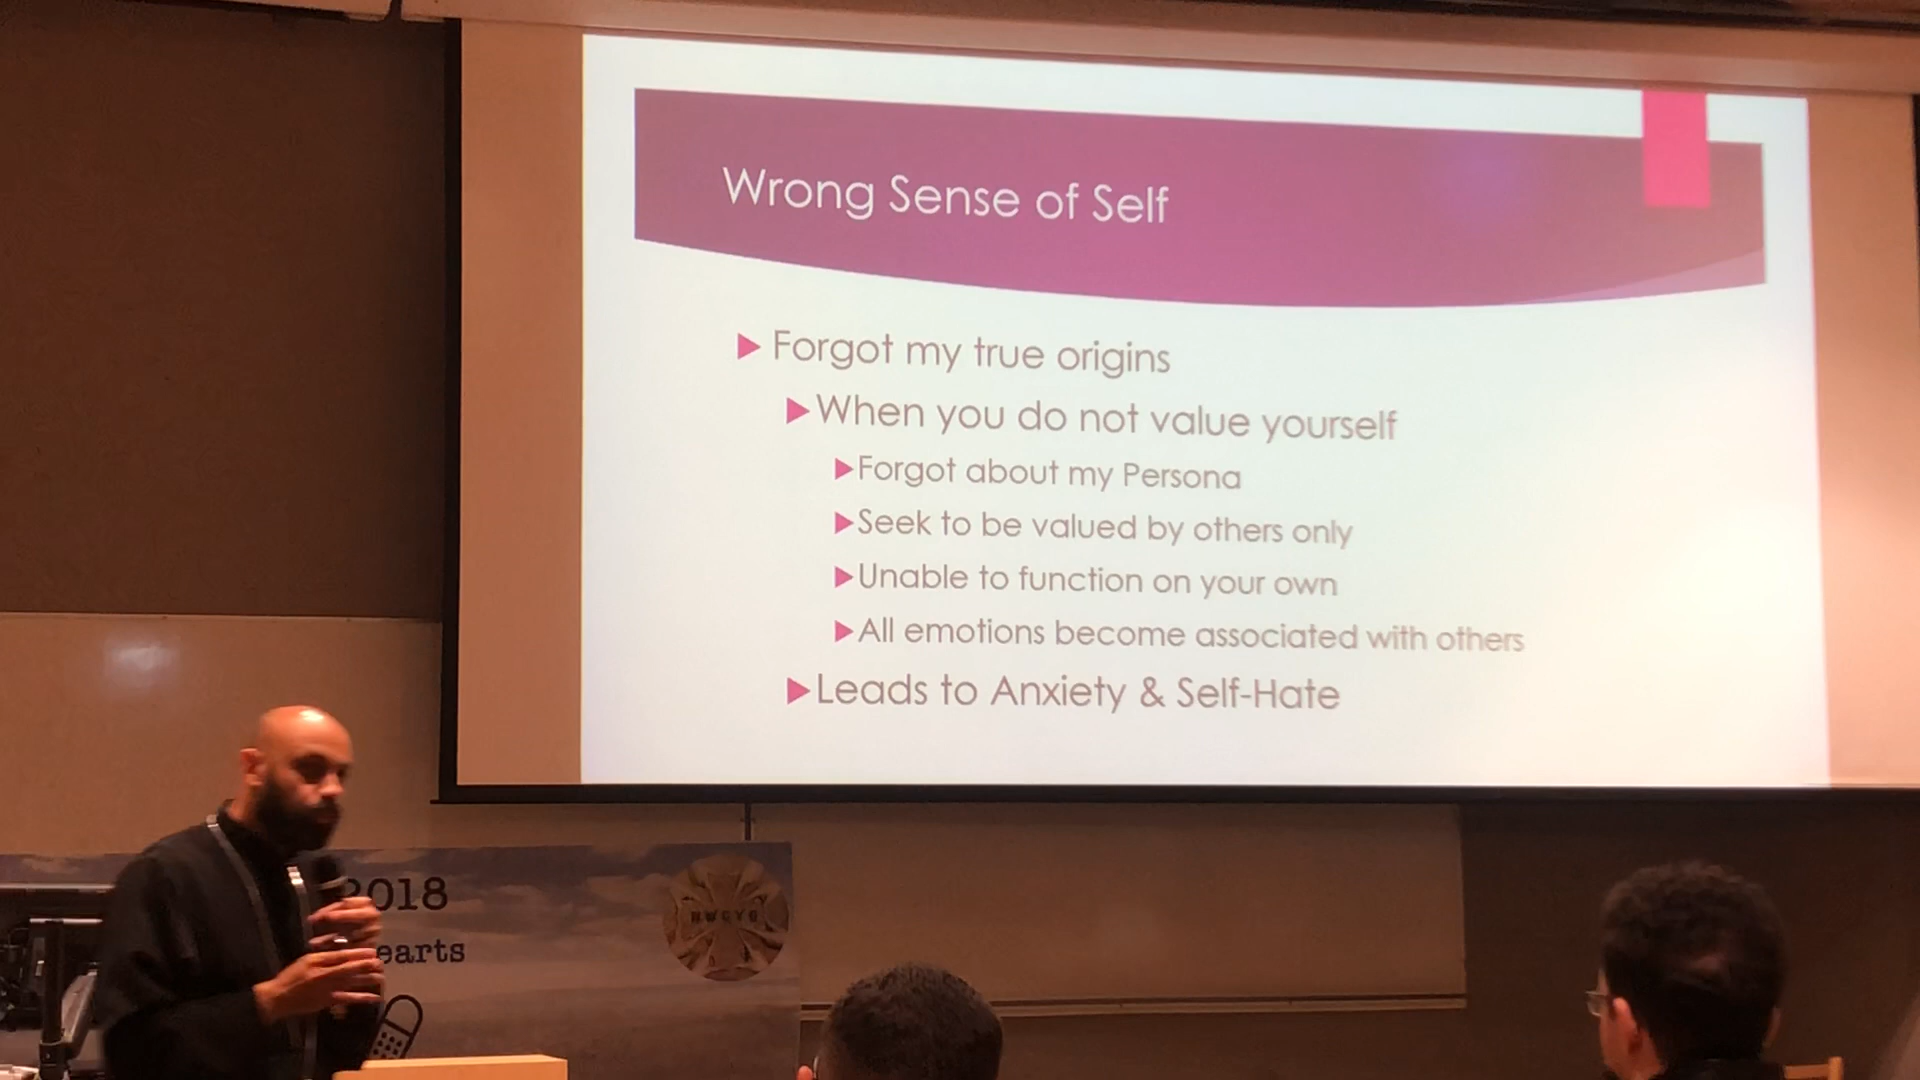 Wrong Sense of Self
Forgot my true origins
When you do not value yourself
Forgot about my Persona
Seek to be valued by others only
Unable to function on your own
All emotions become associated with others
Leads to Anxiety & Self-Hate
2018
earts